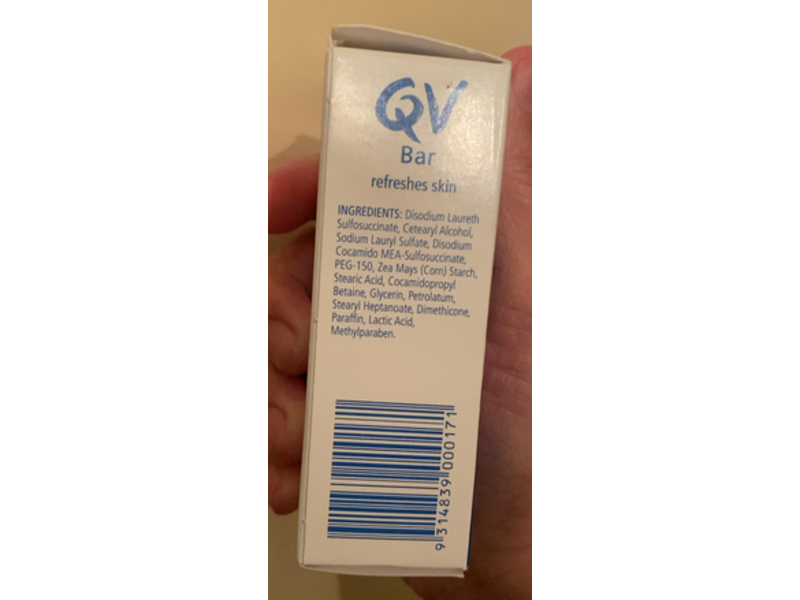 QV
Bar
refreshes skin
INGREDIENTS: Disodium Laureth
Sulfosuccinate, Cetearyl Alcohol,
Sodium Lauryl Sulfate, Disodium
Cocamido MEA-Sulfosuccinate,
PEG-150, Zea Mays (Corn) Starch,
Stearic Acid, Cocamidopropyl
Betaine, Glycerin, Petrolatum,
Stearyl Heptanoate, Dimethicone,
Paraffin, Lactic Acid,
Methylparaben.
9 314839 000171